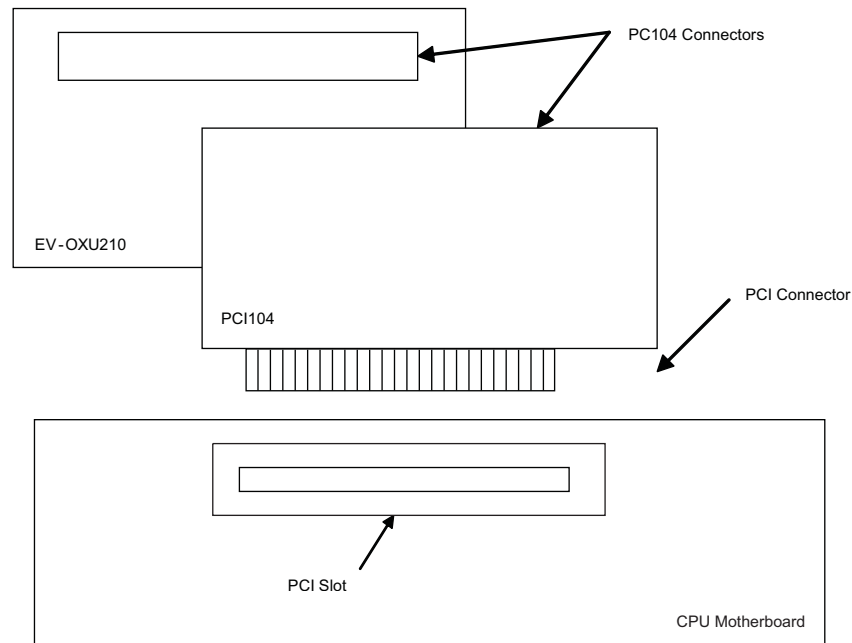 PC104 Connectors
EV-OXU210
PCI Connector
PCI104
PCI Slot
CPU Motherboard